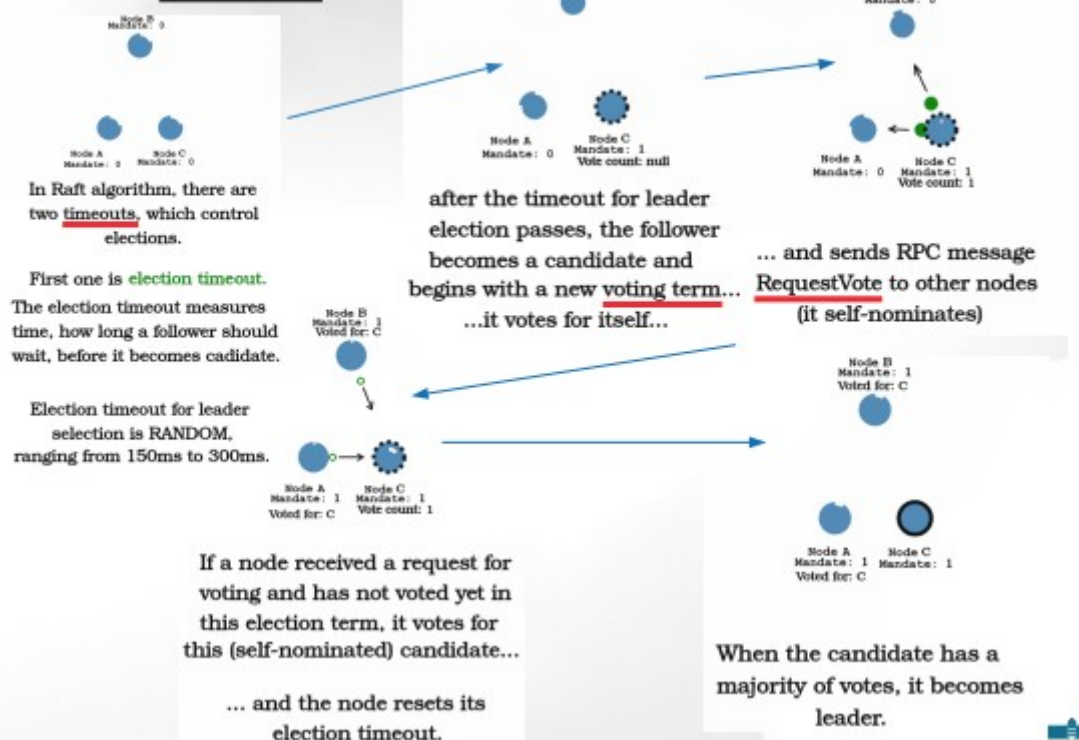 Node B
Mandate: 0
Node A
Mandate: 0
Node C
Mandate: 0
In Raft algorithm, there are
two timeouts, which control
elections.
First one is election timeout.
The election timeout measures
time, how long a follower should
wait, before it becomes cadidate.
Election timeout for leader
selection is RANDOM,
ranging from 150ms to 300ms.
Node A
Mandate: 0
Node C
Mandate: 1
Vote count: null
after the timeout for leader
election passes, the follower
becomes a candidate and
begins with a new voting term...
...it votes for itself...
Mandate: 0
Node A
Mandate: 0
Node C
Mandate: 1
Vote count: 1
... and sends RPC message
RequestVote to other nodes
(it self-nominates)
Node B
Mandate: 1
Voted for: C
Node A
Mandate: 1
Voted for: C
Node C
Mandate: 1
Vote count: 1
If a node received a request for
voting and has not voted yet in
this election term, it votes for
this (self-nominated) candidate...
... and the node resets its
election timeout.
Node B
Mandate: 1
Voted for: C
Node A
Mandate: 1
Voted for: C
Node C
Mandate: 1
When the candidate has a
majority of votes, it becomes
leader.